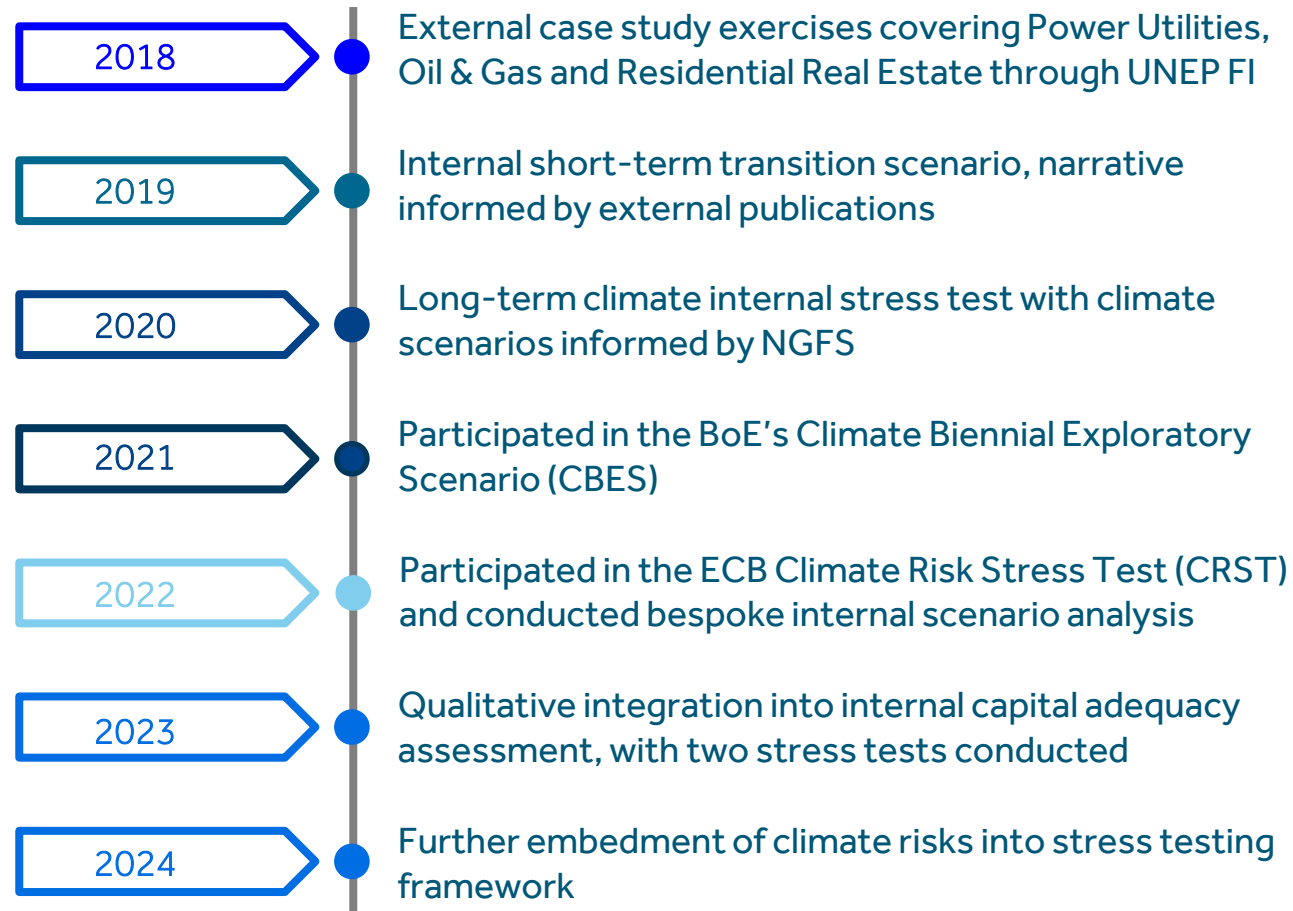 2018
External case study exercises covering Power Utilities,
Oil & Gas and Residential Real Estate through UNEP FI
2019
Internal short-term transition scenario, narrative
informed by external publications
2020
Long-term climate internal stress test with climate
scenarios informed by NGFS
2021
Participated in the BoE's Climate Biennial Exploratory
Scenario (CBES)
2022
Participated in the ECB Climate Risk Stress Test (CRST)
and conducted bespoke internal scenario analysis
2023
Qualitative integration into internal capital adequacy
assessment, with two stress tests conducted
2024
Further embedment of climate risks into stress testing
framework